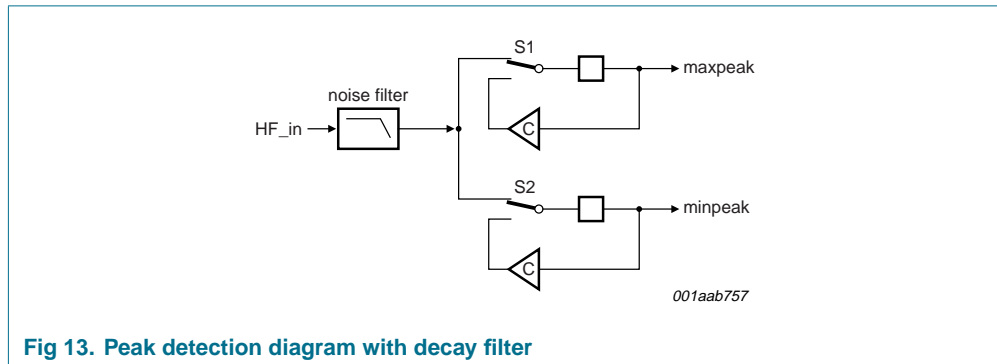 S1
maxpeak
noise filter
HF_in
C
S2
minpeak
C
001aab757
Fig 13. Peak detection diagram with decay filter